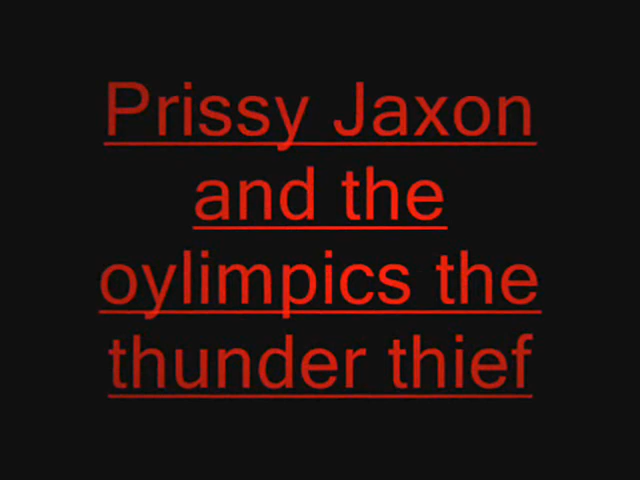 Prissy Jaxon
and the
oylimpics the
thunder thief